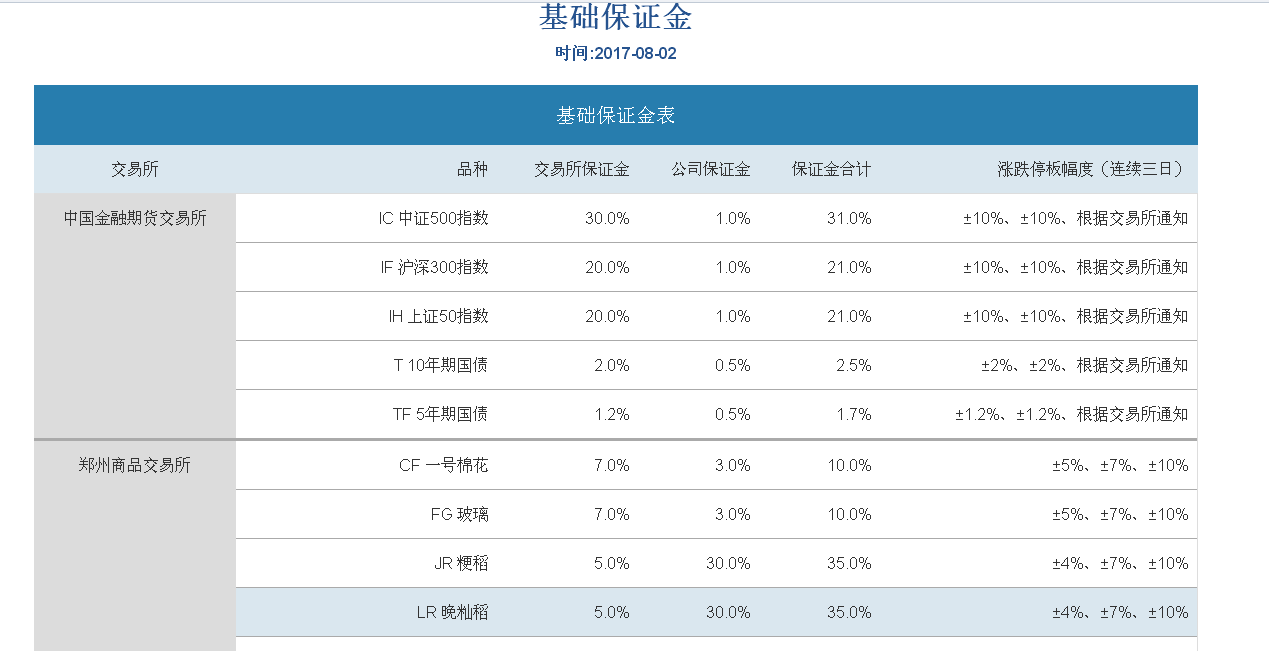 基础保证金
时间:2017-08-02
基础保证金表
交易所 品种 交易所保证金 公司保证金 保证金合计 涨跌停板幅度（连续三日）
中国金融期货交易所 IC 中证500指数 30.0% 1.0% 31.0% ±10%、±10%、根据交易所通知
IF 沪深300指数 20.0% 1.0% 21.0% ±10%、±10%、根据交易所通知
IH 上证50指数 20.0% 1.0% 21.0% ±10%、±10%、根据交易所通知
T 10年期国债 2.0% 0.5% 2.5% ±2%、±2%、根据交易所通知
TF 5年期国债 1.2% 0.5% 1.7% ±1.2%、±1.2%、根据交易所通知
郑州商品交易所 CF 一号棉花 7.0% 3.0% 10.0% ±5%、±7%、±10%
FG 玻璃 7.0% 3.0% 10.0% ±5%、±7%、±10%
JR 粳稻 5.0% 30.0% 35.0% ±4%、±7%、±10%
LR 晚籼稻 5.0% 30.0% 35.0% ±4%、±7%、±10%